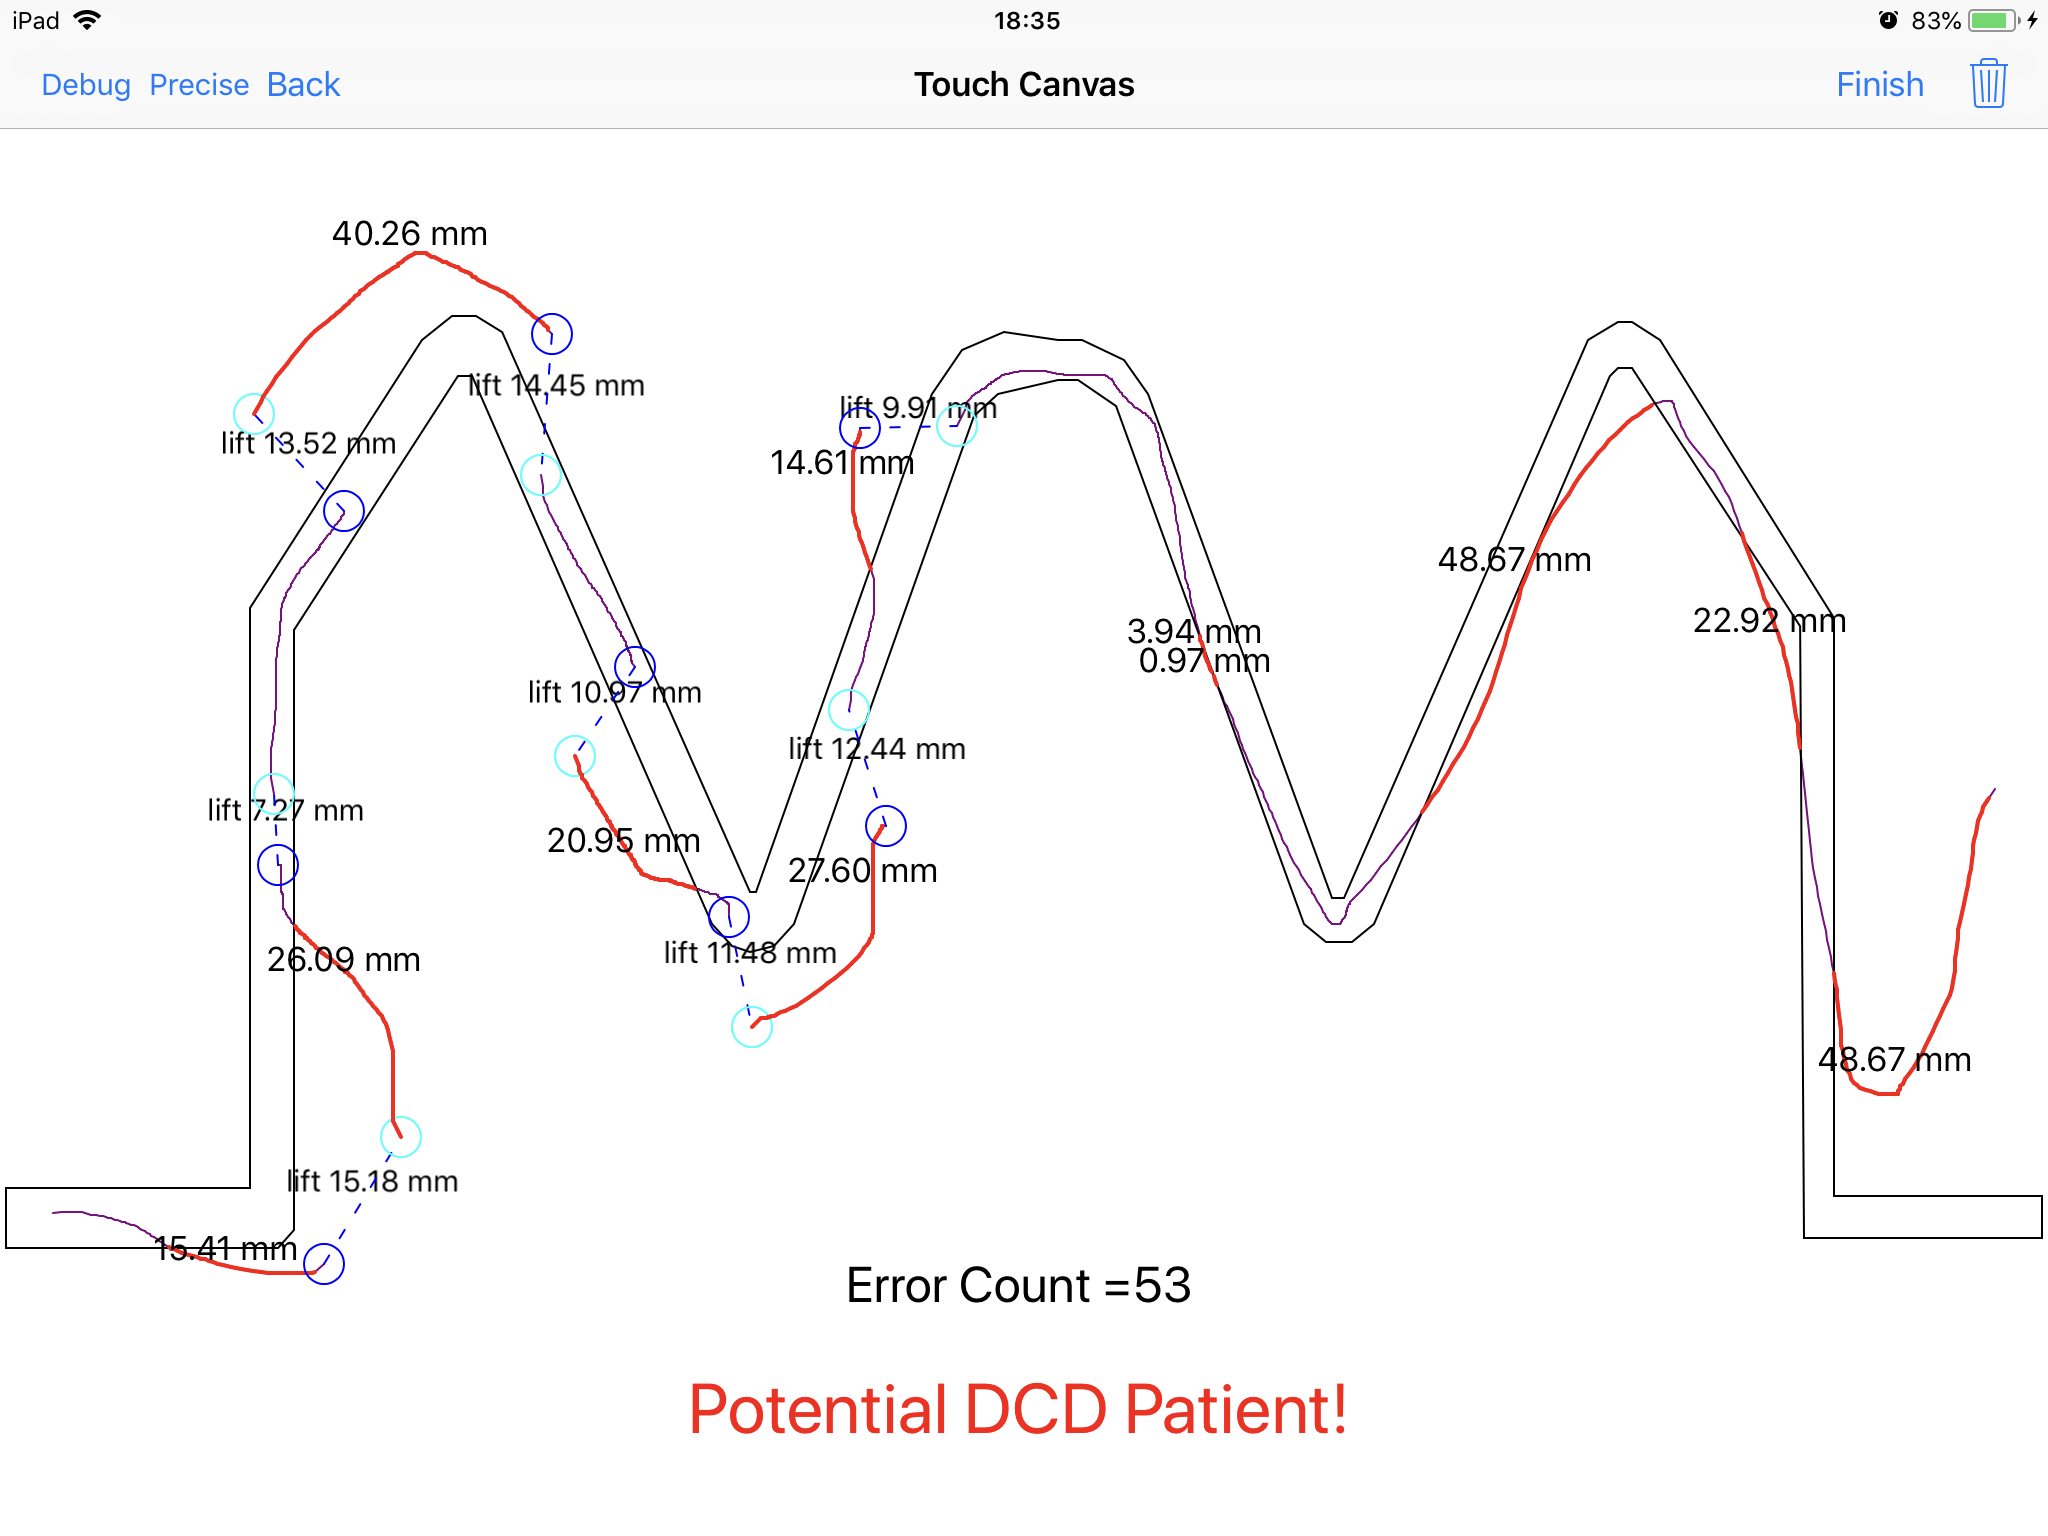 iPad 18:35 83%
Debug Precise Back Touch Canvas Finish
40.26 mm
lift 14.45 mm
lift 9.91 mm
lift 13.52 mm
14.61 mm
48.67 mm
22.92 mm
3.94 mm
0.97 mm
lift 10.97 mm
lift 12.44 mm
lift 7.27 mm
20.95 mm
27.60 mm
lift 11.48 mm
26.09 mm
48.67 mm
lift 15.18 mm
15.41 mm
Error Count =53
Potential DCD Patient!